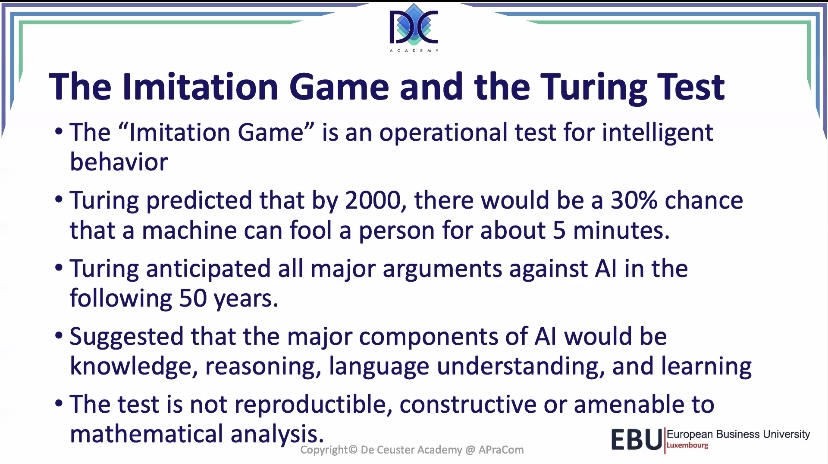 DC
ACADEMY
The Imitation Game and the Turing Test
• The “Imitation Game” is an operational test for intelligent
behavior
• Turing predicted that by 2000, there would be a 30% chance
that a machine can fool a person for about 5 minutes.
• Turing anticipated all major arguments against AI in the
following 50 years.
• Suggested that the major components of AI would be
knowledge, reasoning, language understanding, and learning
• The test is not reproducible, constructive or amenable to
mathematical analysis.
Copyright© De Ceuster Academy @ APraCom
EBU European Business University
Luxembourg